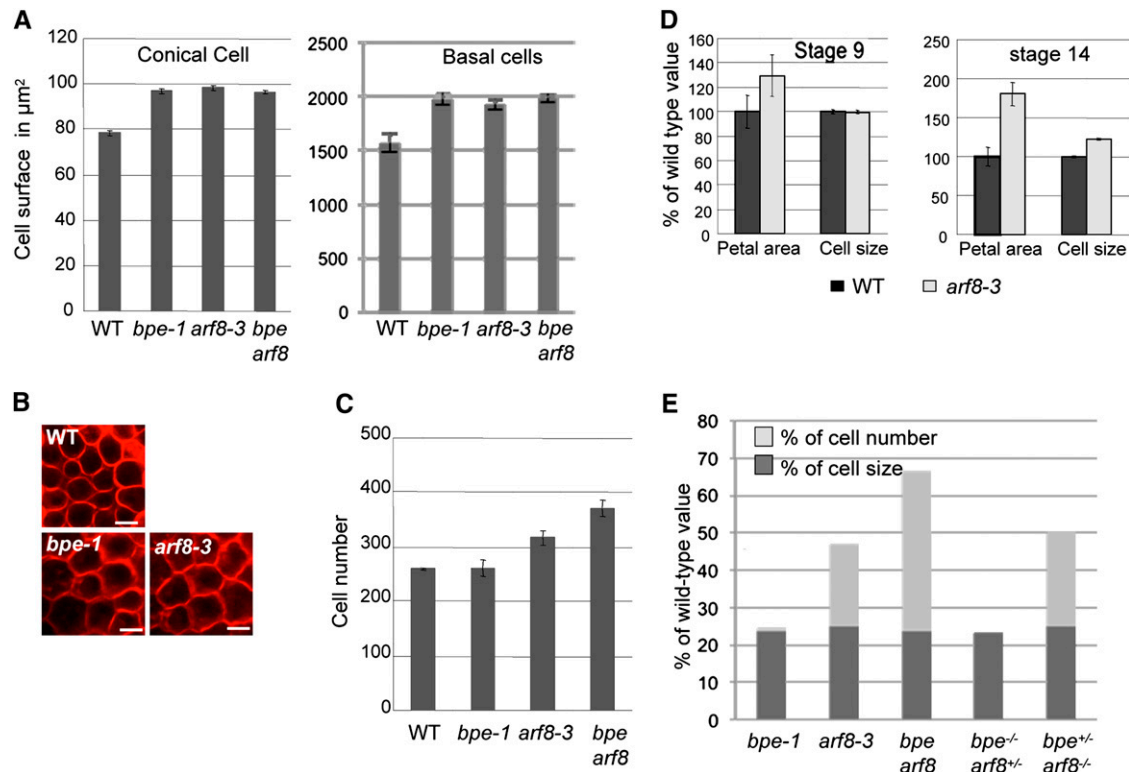 A
Conical Cell
Cell surface in µm²
120
100
80
60
40
20
0
WT bpe-1 arf8-3 bpe arf8
Basal cells
2500
2000
1500
1000
500
0
WT bpe-1 arf8-3 bpe arf8
D
Stage 9
% of wild type value
160
140
120
100
80
60
40
20
0
Petal area Cell size
stage 14
250
200
150
100
50
0
Petal area Cell size
WT arf8-3
B
WT
bpe-1
arf8-3
C
Cell number
500
400
300
200
100
0
WT bpe-1 arf8-3 bpe arf8
E
% of cell number
% of cell size
% of wild-type value
80
70
60
50
40
30
20
10
0
bpe-1 arf8-3 bpe arf8 bpe-/- arf8+/- bpe+/- arf8-/-